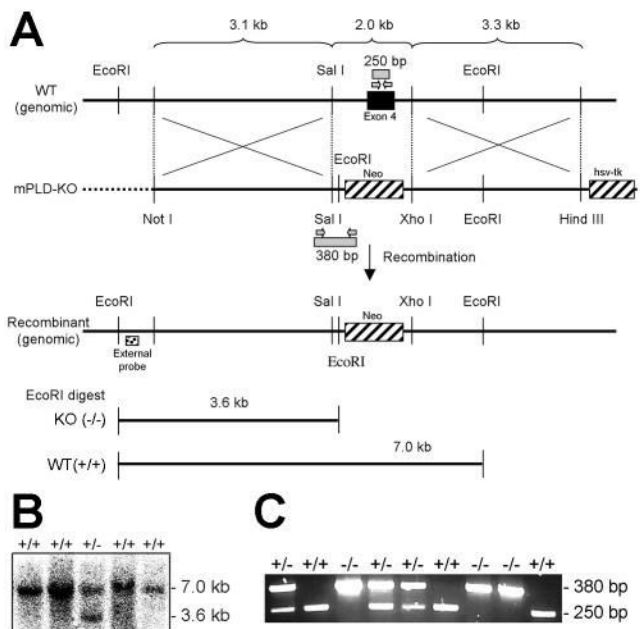 A
3.1 kb 2.0 kb 3.3 kb
250 bp
EcoRI Sal I EcoRI
WT
(genomic)
Exon 4
EcoRI
Neo hsv-tk
mPLD-KO
Not I Sal I Xho I EcoRI Hind III
380 bp
Recombination
EcoRI Sal I Xho I EcoRI
Neo
Recombinant
(genomic)
External
probe
EcoRI
EcoRI digest
3.6 kb
KO (-/-)
7.0 kb
WT(+/+)
B
+/+ +/+ +/- +/+ +/+
- 7.0 kb
- 3.6 kb
C
+/- +/+ -/- +/- +/- +/+ -/- -/- +/+
- 380 bp
- 250 bp